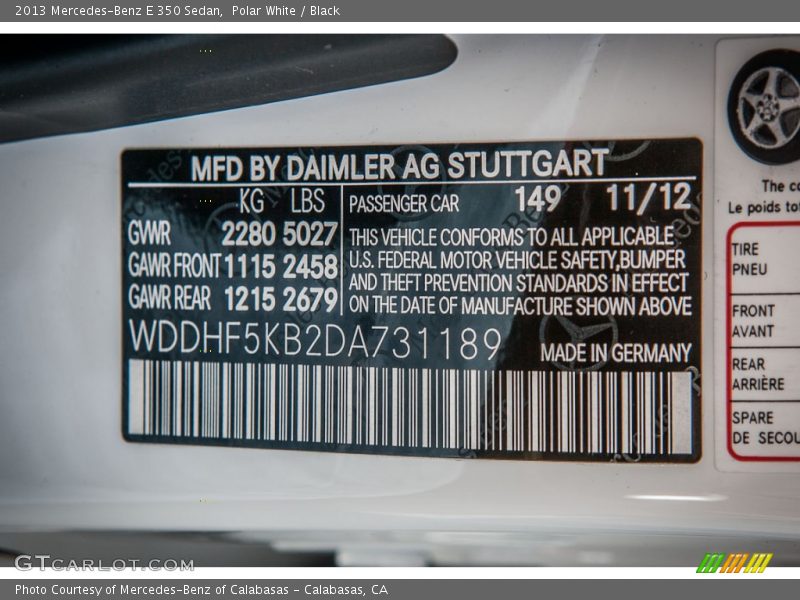 2013 Mercedes-Benz E 350 Sedan, Polar White / Black
MFD BY DAIMLER AG STUTTGART
KG LBS
GWR 2280 5027
GAWR FRONT 1115 2458
GAWR REAR 1215 2679
PASSENGER CAR 149 11/12
THIS VEHICLE CONFORMS TO ALL APPLICABLE
U.S. FEDERAL MOTOR VEHICLE SAFETY, BUMPER
AND THEFT PREVENTION STANDARDS IN EFFECT
ON THE DATE OF MANUFACTURE SHOWN ABOVE
WDDHF5KB2DA731189
MADE IN GERMANY
The
Le poids
TIRE
PNEU
FRONT
AVANT
REAR
ARRIÈRE
SPARE
DE
GTCARLOT.COM
Photo Courtesy of Mercedes-Benz of Calabasas - Calabasas, CA